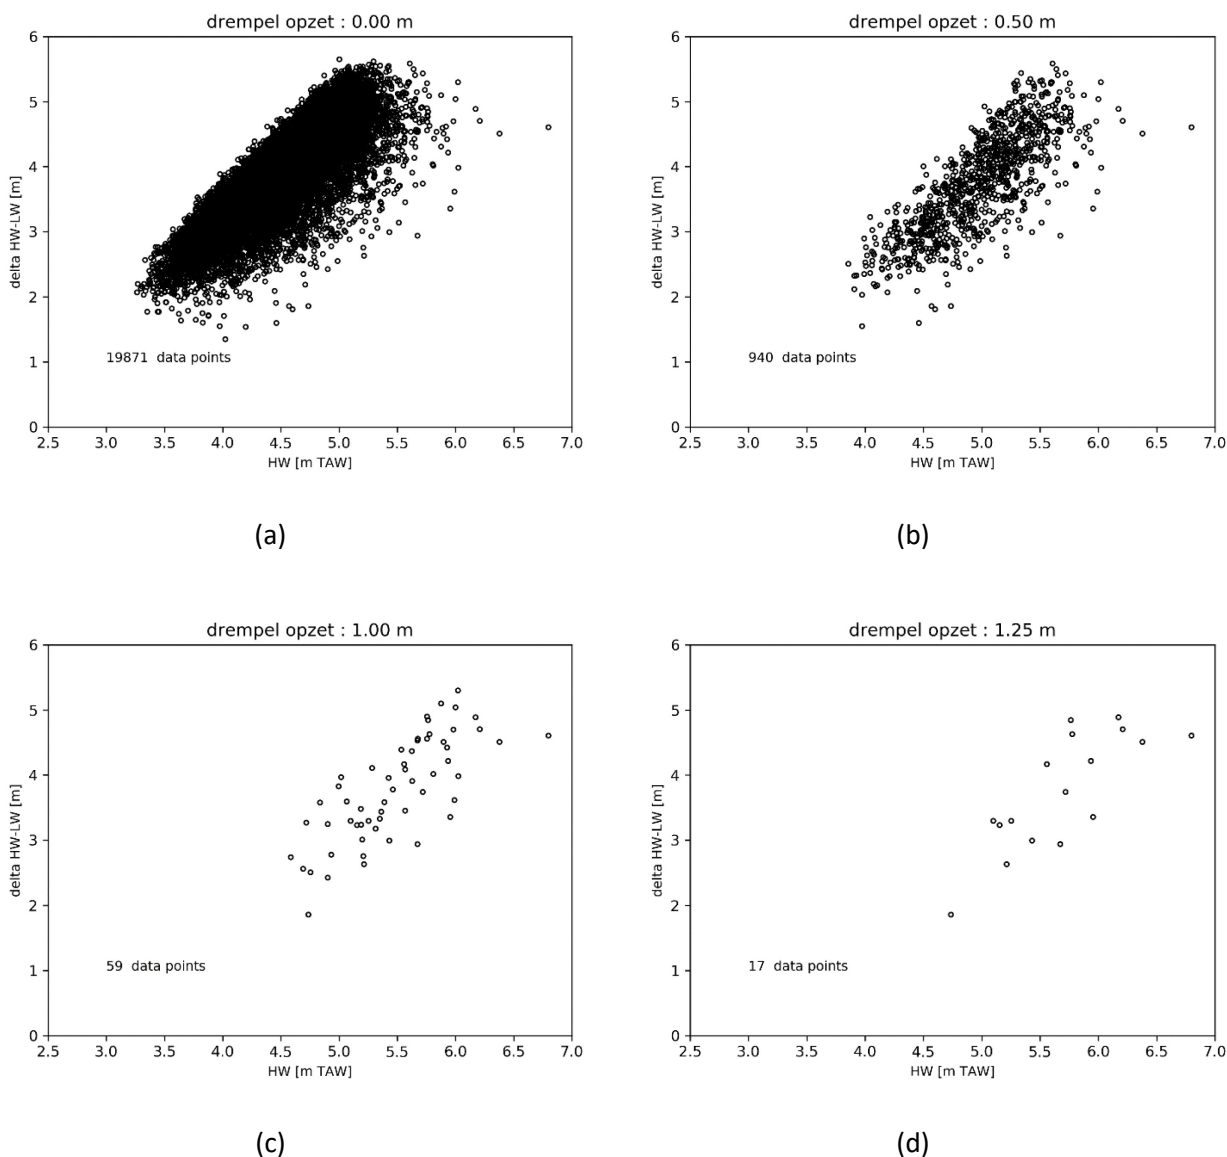 drempel opzet : 0.00 m
6
5
4
3
2
1
0
delta HW-LW [m]
19871 data points
2.5 3.0 3.5 4.0 4.5 5.0 5.5 6.0 6.5 7.0
HW [m TAW]
(a)
drempel opzet : 0.50 m
6
5
4
3
2
1
0
delta HW-LW [m]
940 data points
2.5 3.0 3.5 4.0 4.5 5.0 5.5 6.0 6.5 7.0
HW [m TAW]
(b)
drempel opzet : 1.00 m
6
5
4
3
2
1
0
delta HW-LW [m]
59 data points
2.5 3.0 3.5 4.0 4.5 5.0 5.5 6.0 6.5 7.0
HW [m TAW]
(c)
drempel opzet : 1.25 m
6
5
4
3
2
1
0
delta HW-LW [m]
17 data points
2.5 3.0 3.5 4.0 4.5 5.0 5.5 6.0 6.5 7.0
HW [m TAW]
(d)